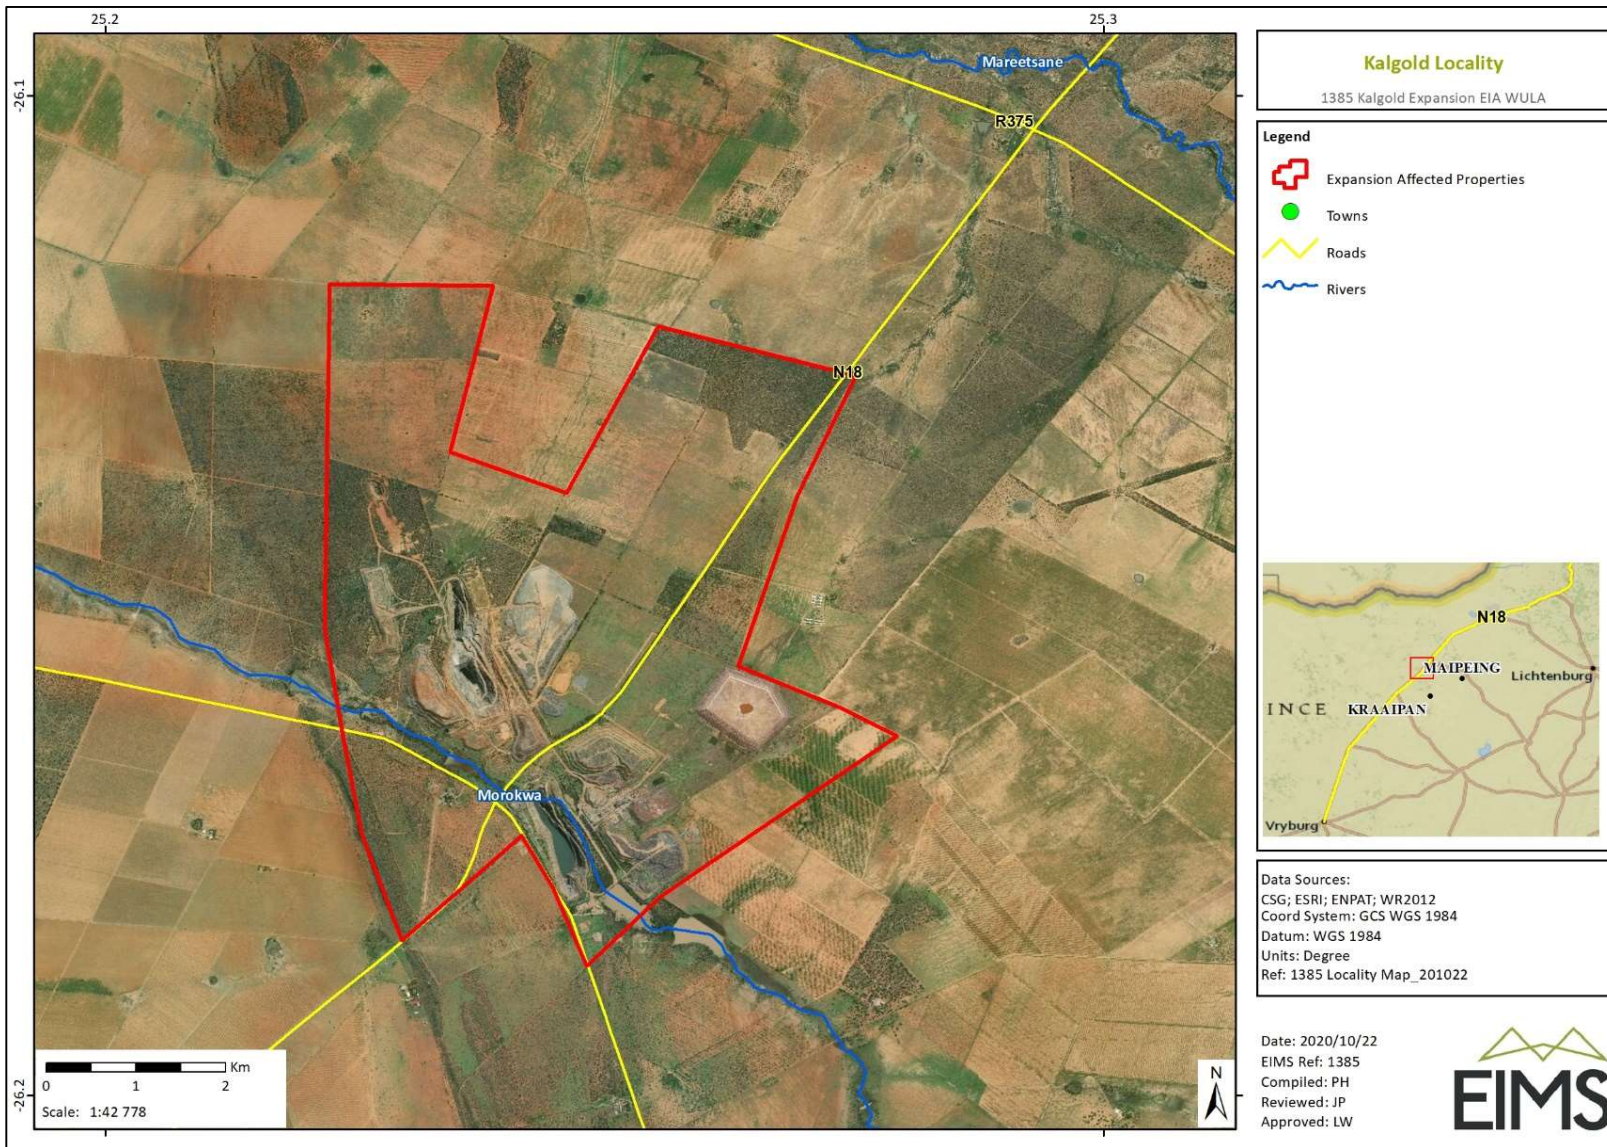 25.2
25.3
-26.1
-26.2
Mareetsane
R375
N18
Morokwa
Km
0 1 2
Scale: 1:42 778
N
Kalgold Locality
1385 Kalgold Expansion EIA WULA
Legend
Expansion Affected Properties
Towns
Roads
Rivers
N18
MAIPEING
Lichtenburg
KRAAIPAN
INCE
Vryburg
Data Sources:
CSG; ESRI; ENPAT; WR2012
Coord System: GCS WGS 1984
Datum: WGS 1984
Units: Degree
Ref: 1385 Locality Map_201022
Date: 2020/10/22
EIMS Ref: 1385
Compiled: PH
Reviewed: JP
Approved: LW
EIMS